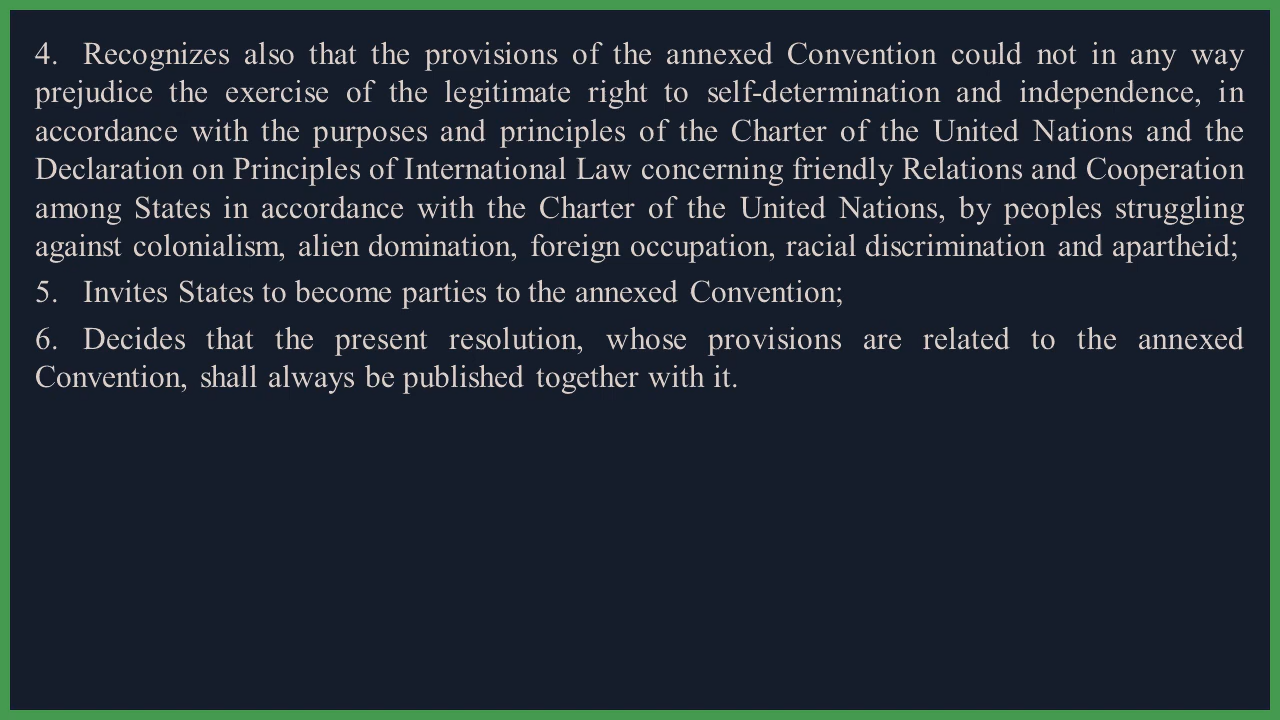 4. Recognizes also that the provisions of the annexed Convention could not in any way
prejudice the exercise of the legitimate right to self-determination and independence, in
accordance with the purposes and principles of the Charter of the United Nations and the
Declaration on Principles of International Law concerning friendly Relations and Cooperation
among States in accordance with the Charter of the United Nations, by peoples struggling
against colonialism, alien domination, foreign occupation, racial discrimination and apartheid;
5. Invites States to become parties to the annexed Convention;
6. Decides that the present resolution, whose provisions are related to the annexed
Convention, shall always be published together with it.